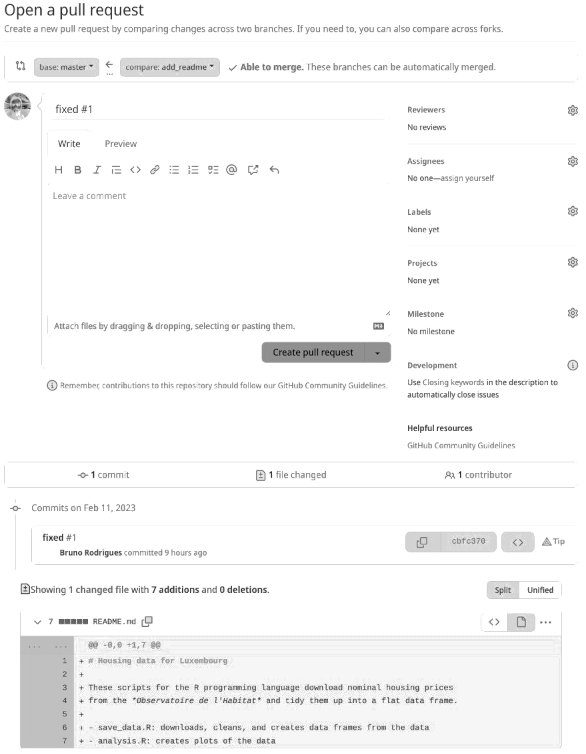 Open a pull request
Create a new pull request by comparing changes across two branches. If you need to, you can also compare across forks.
base: master
...
compare: add_readme
✓ Able to merge. These branches can be automatically merged.
fixed #1
Write Preview
H B I
Leave a comment
Attach files by dragging & dropping, selecting or pasting them.
Create pull request
Remember, contributions to this repository should follow our GitHub Community Guidelines.
Reviewers
No reviews
Assignees
No one—assign yourself
Labels
None yet
Projects
None yet
Milestone
No milestone
Development
Use Closing keywords in the description to
automatically close issues
Helpful resources
GitHub Community Guidelines
1 commit
1 file changed
1 contributor
Commits on Feb 11, 2023
fixed #1
Bruno Rodrigues committed 9 hours ago
cbfc370
<>
Tip
Showing 1 changed file with 7 additions and 0 deletions.
Split Unified
7 README.md
<>
... ... @@ -0,0 +1,7 @@
1 + # Housing data for Luxembourg
2 +
3 + These scripts for the R programming language download nominal housing prices
4 + from the *Observatoire de l'Habitat* and tidy them up into a flat data frame.
5 +
6 + - save_data.R: downloads, cleans, and creates data frames from the data
7 + - analysis.R: creates plots of the data